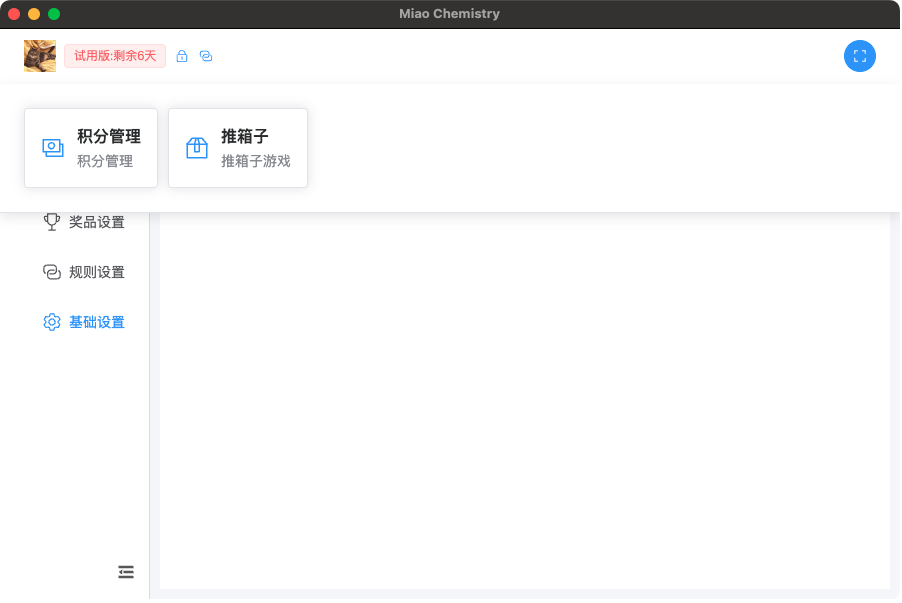 Miao Chemistry
试用版:剩余6天
积分管理
积分管理
推箱子
推箱子游戏
奖品设置
规则设置
基础设置